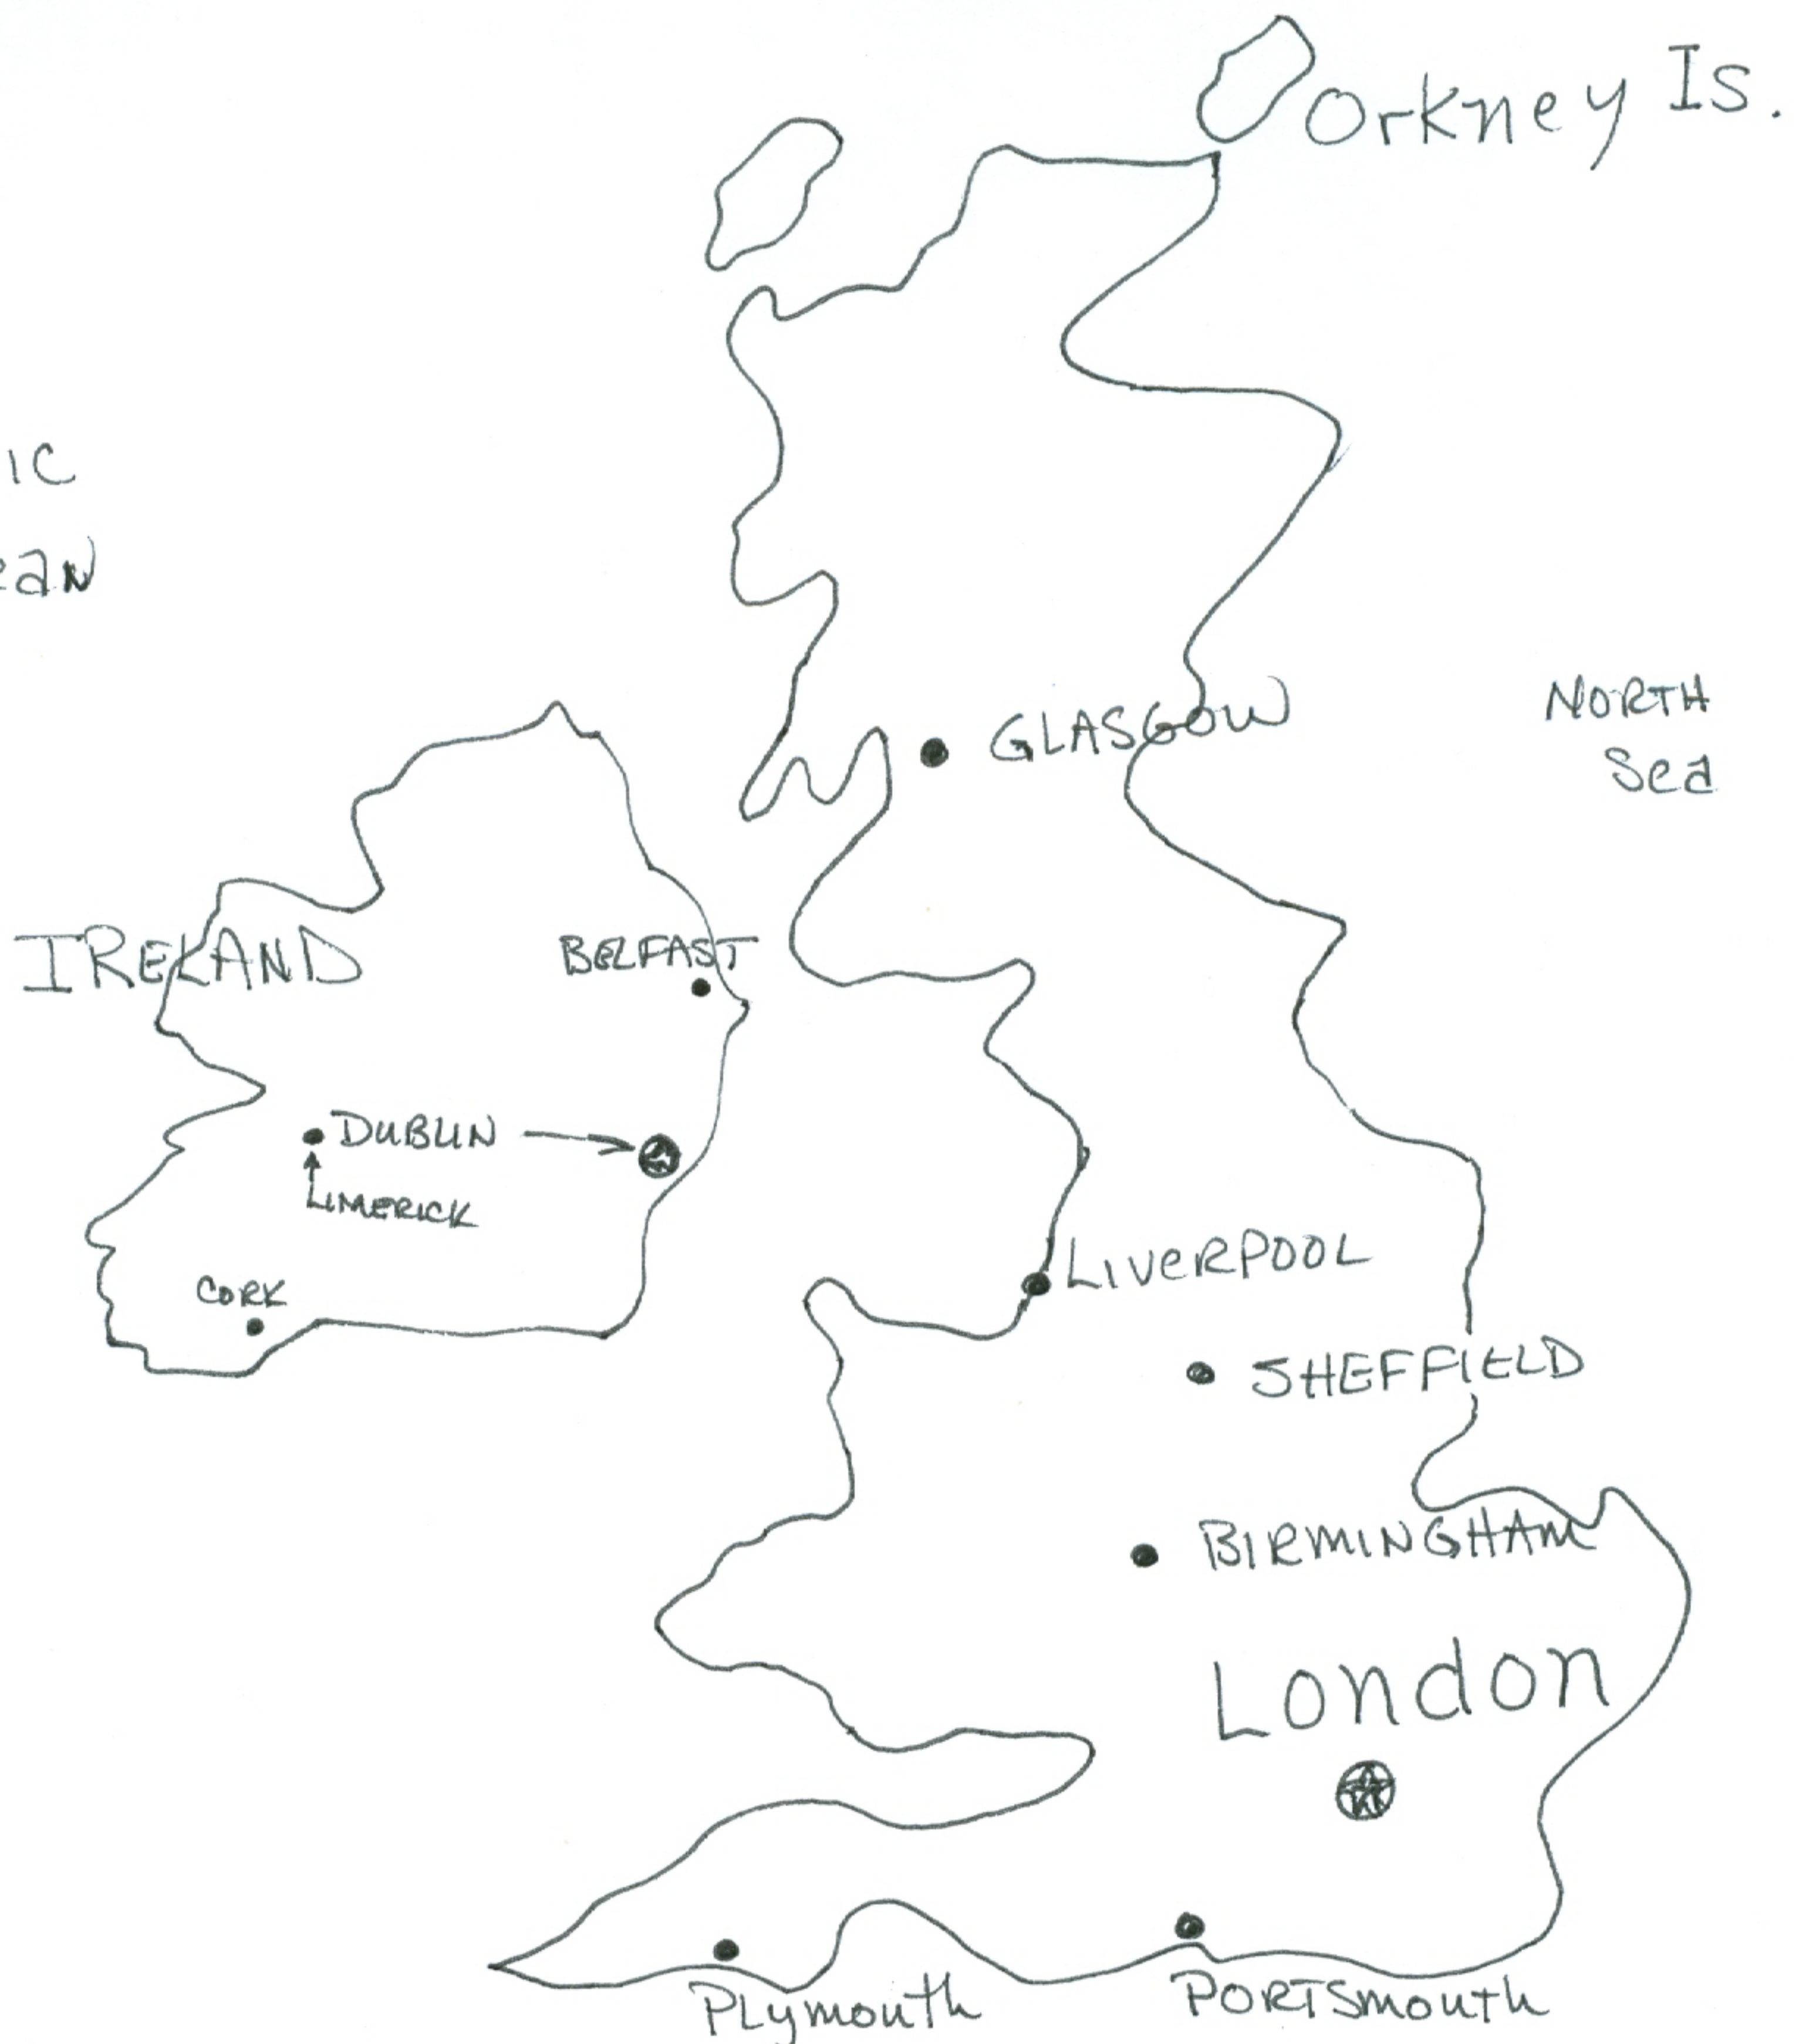 Orkney Is.
ic
ean
GLASGOW
NORTH
Sea
IRELAND
BELFAST
DUBLIN
LIMERICK
CORK
LIVERPOOL
SHEFFIELD
BIRMINGHAM
London
Plymouth
PORTSmouth